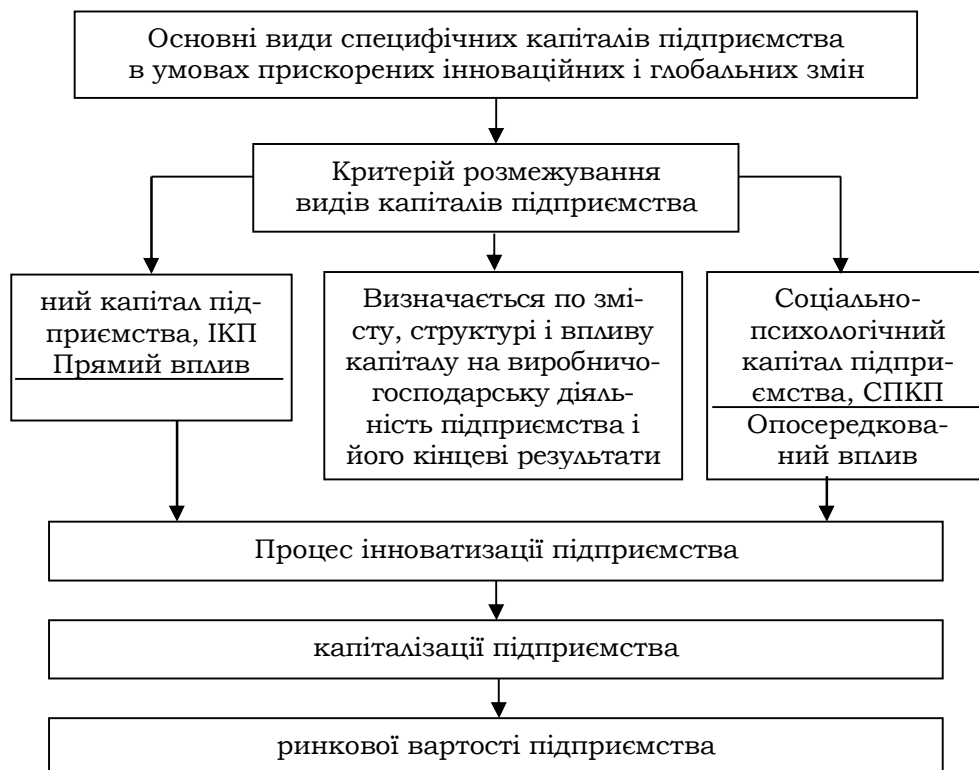 Основні види специфічних капіталів підприємства
в умовах прискорених інноваційних і глобальних змін
Критерій розмежування
видів капіталів підприємства
ний капітал під-
приємства, ІКП
Прямий вплив
Визначається по змі-
сту, структурі і впливу
капіталу на виробничо-
господарську діяль-
ність підприємства і
його кінцеві результати
Соціально-
психологічний
капітал підпри-
ємства, СПКП
Опосередкова-
ний вплив
Процес інноватизації підприємства
капіталізації підприємства
ринкової вартості підприємства